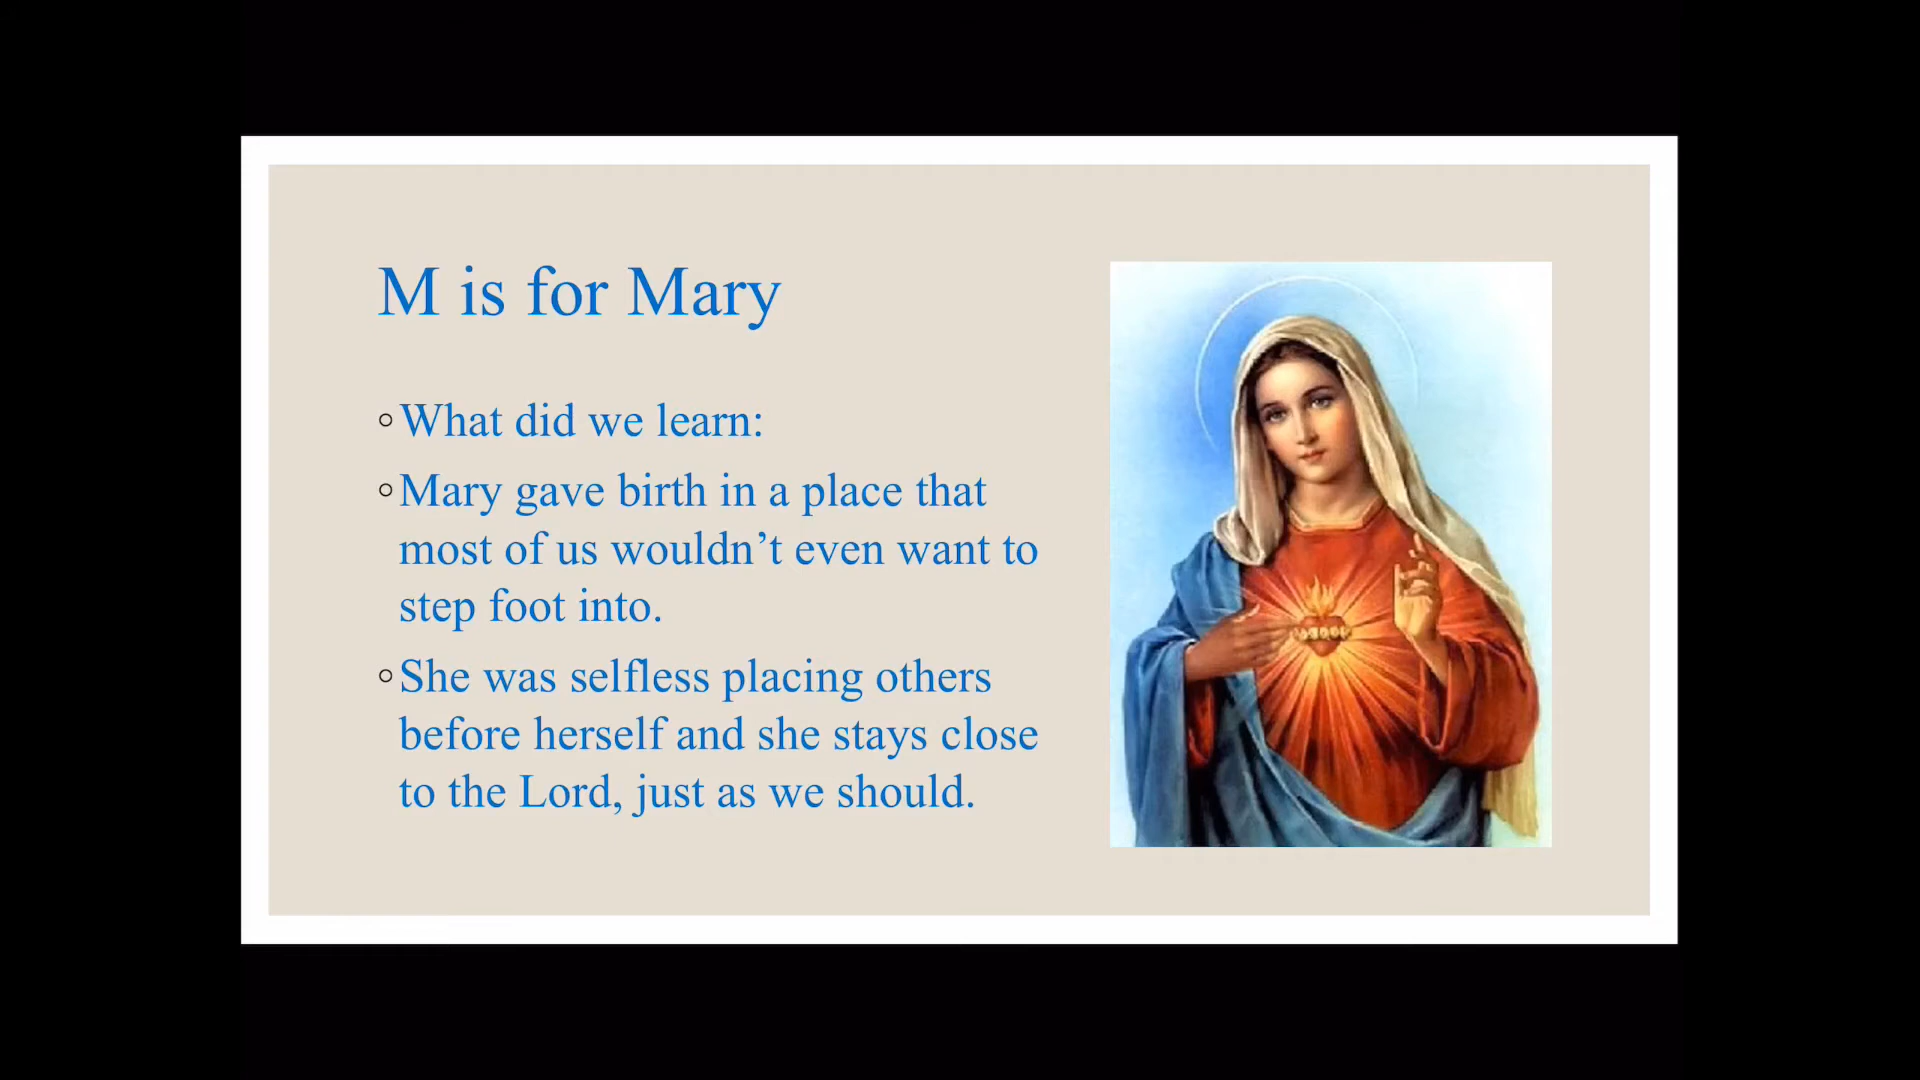 M is for Mary
What did we learn:
Mary gave birth in a place that
most of us wouldn’t even want to
step foot into.
She was selfless placing others
before herself and she stays close
to the Lord, just as we should.